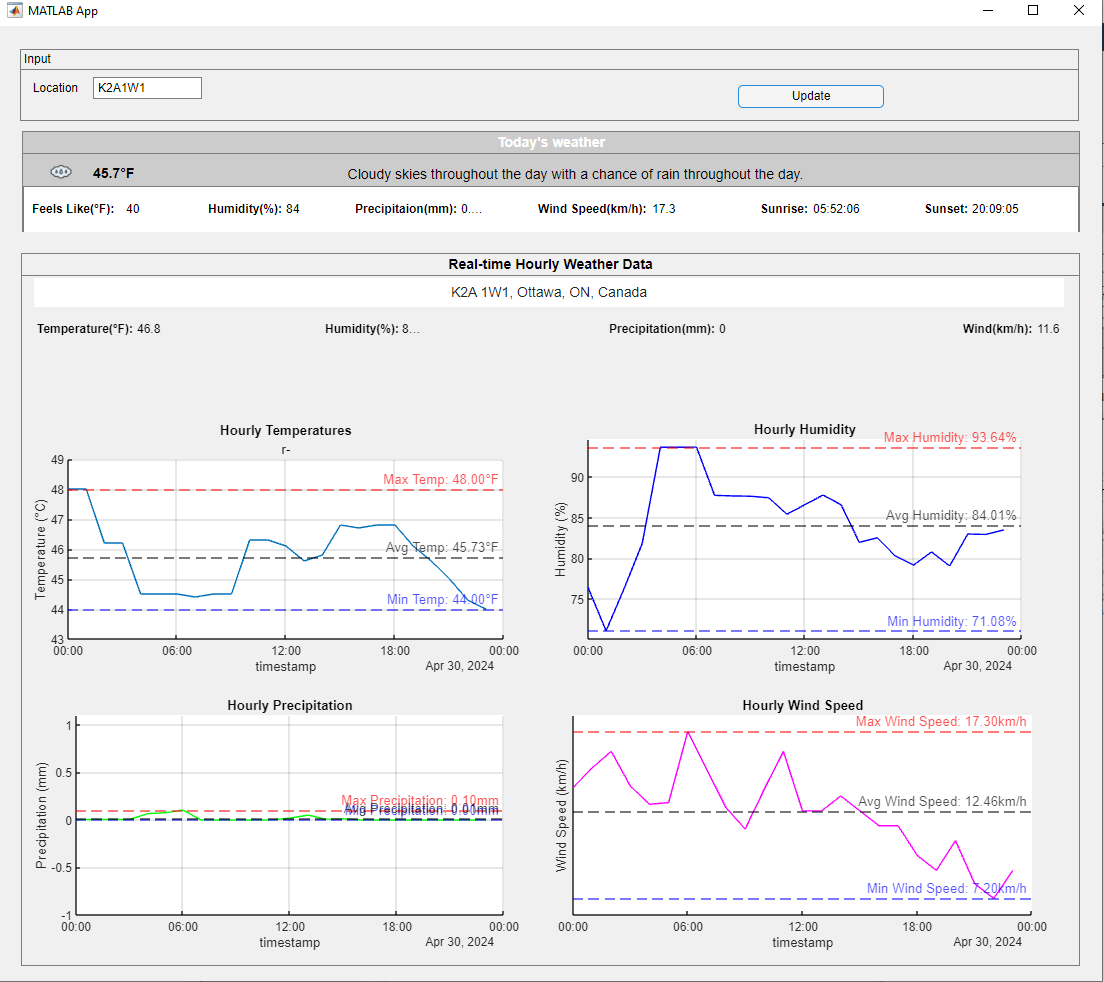 MATLAB App
Input
Location K2A1W1 Update
Today's weather
45.7°F Cloudy skies throughout the day with a chance of rain throughout the day.
Feels Like(°F): 40 Humidity(%): 84 Precipitaion(mm): 0.... Wind Speed(km/h): 17.3 Sunrise: 05:52:06 Sunset: 20:09:05
Real-time Hourly Weather Data
K2A 1W1, Ottawa, ON, Canada
Temperature(°F): 46.8 Humidity(%): 8... Precipitation(mm): 0 Wind(km/h): 11.6
Hourly Temperatures
r-
49
48
47
46
45
44
43
Temperature (°C)
Max Temp: 48.00°F
Avg Temp: 45.73°F
Min Temp: 44.00°F
00:00 06:00 12:00 18:00 00:00
timestamp Apr 30, 2024
Hourly Humidity
90
85
80
75
Humidity (%)
Max Humidity: 93.64%
Avg Humidity: 84.01%
Min Humidity: 71.08%
00:00 06:00 12:00 18:00 00:00
timestamp Apr 30, 2024
Hourly Precipitation
1
0.5
0
-0.5
-1
Precipitation (mm)
Max Precipitation: 0.10mm
Avg Precipitation: 0.01mm
Min Precipitation: 0.00mm
00:00 06:00 12:00 18:00 00:00
timestamp Apr 30, 2024
Hourly Wind Speed
Wind Speed (km/h)
Max Wind Speed: 17.30km/h
Avg Wind Speed: 12.46km/h
Min Wind Speed: 7.20km/h
00:00 06:00 12:00 18:00 00:00
timestamp Apr 30, 2024